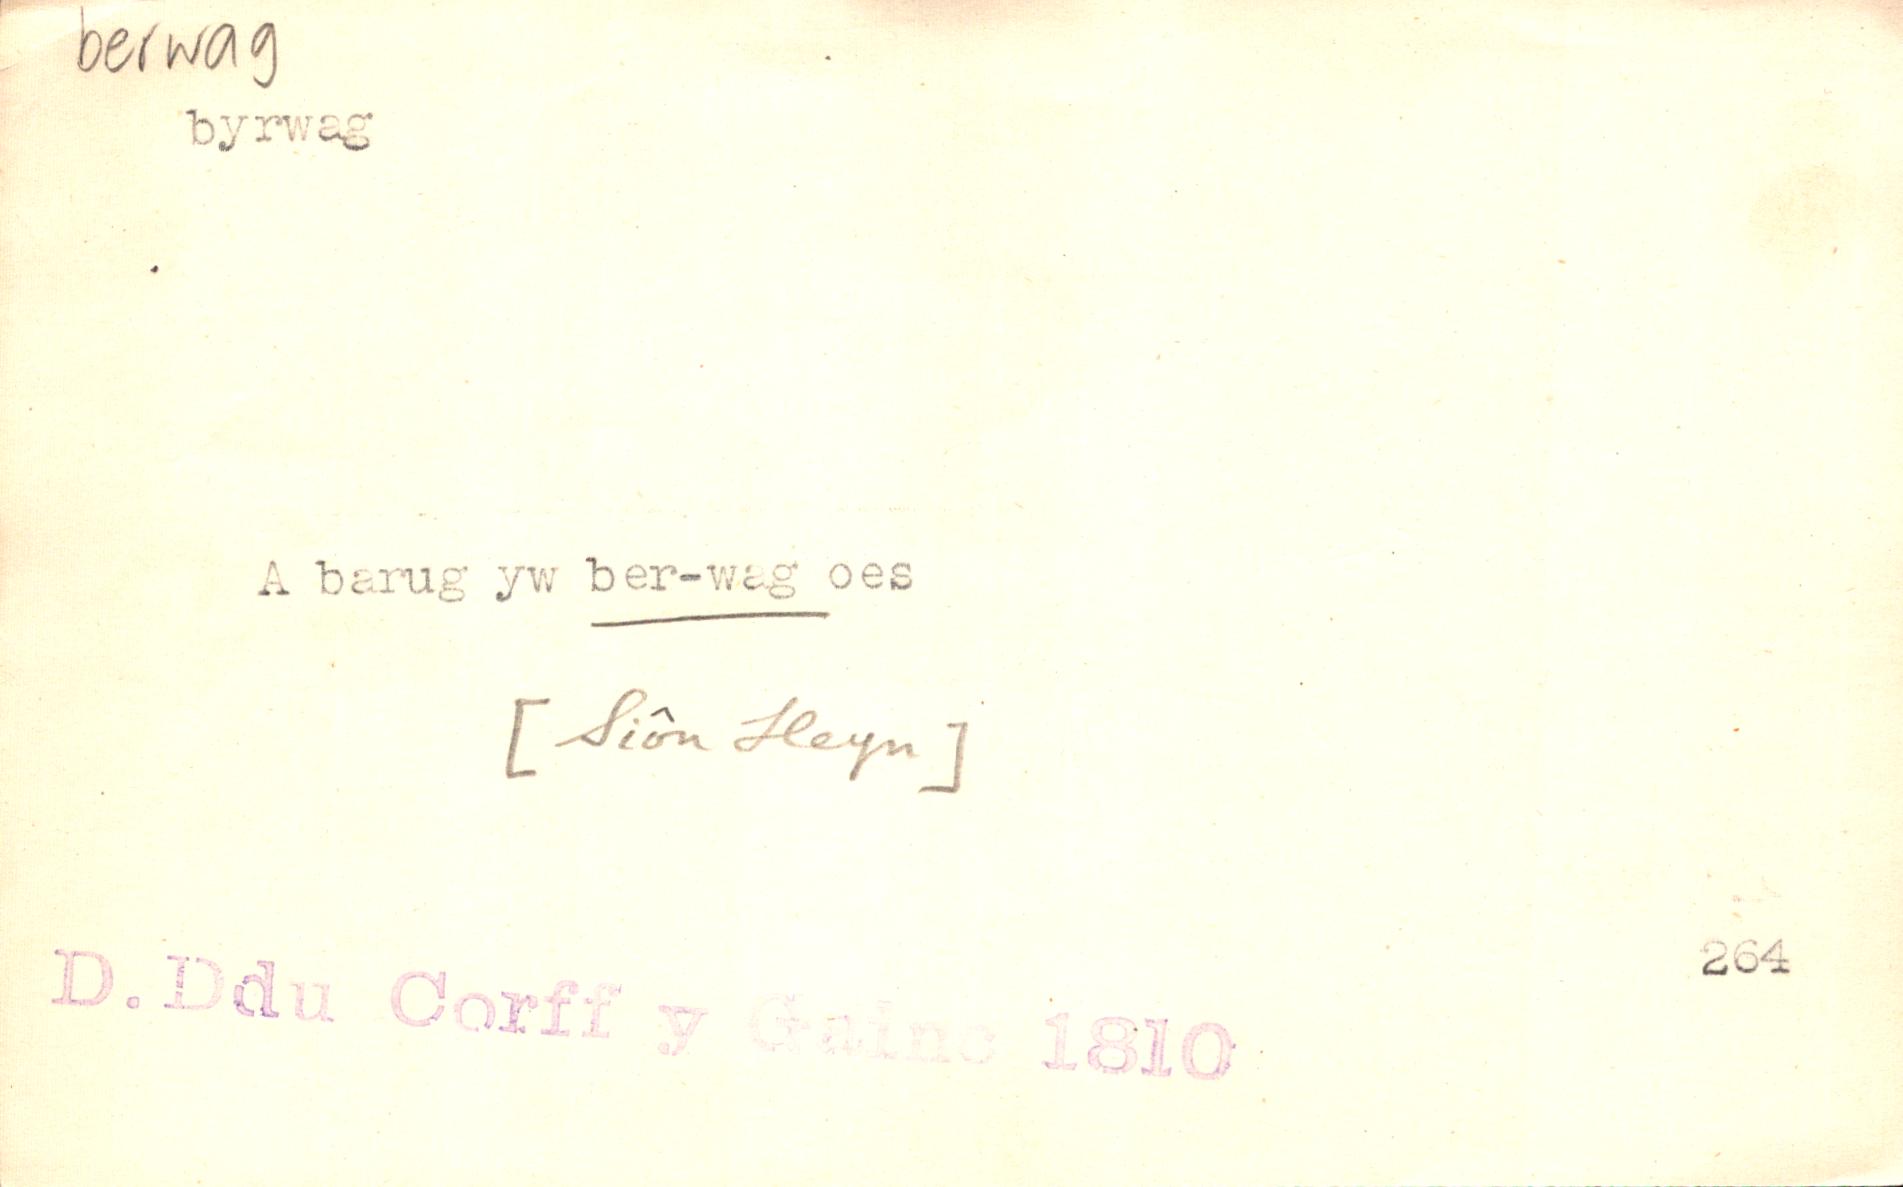 berwag
byrwag
A barug yw ber-wag oes
[Siôn Lleyn]
264
D. Ddu Corff y Gainc 1810